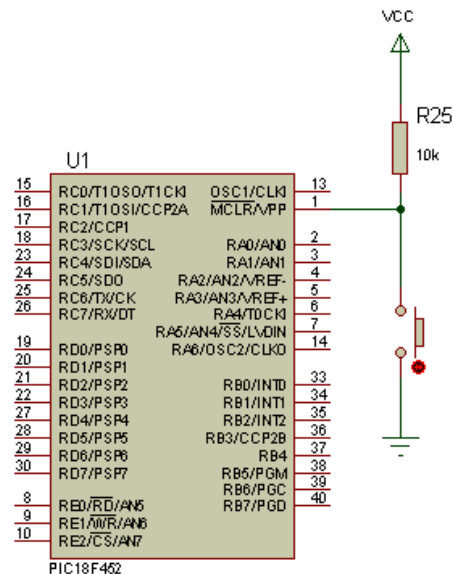 VCC
R25
10k
U1
15 RC0/T1OSO/T1CKI OSC1/CLKI 13
16 RC1/T1OSI/CCP2A MCLR/VPP 1
17 RC2/CCP1
18 RC3/SCK/SCL RA0/AN0 2
23 RC4/SDI/SDA RA1/AN1 3
24 RC5/SDO RA2/AN2/VREF- 4
25 RC6/TX/CK RA3/AN3/VREF+ 5
26 RC7/RX/DT RA4/T0CKI 6
RA5/AN4/SS/LVDIN 7
19 RD0/PSP0 RA6/OSC2/CLKO 14
20 RD1/PSP1
21 RD2/PSP2 RB0/INT0 33
22 RD3/PSP3 RB1/INT1 34
27 RD4/PSP4 RB2/INT2 35
28 RD5/PSP5 RB3/CCP2B 36
29 RD6/PSP6 RB4 37
30 RD7/PSP7 RB5/PGM 38
RB6/PGC 39
8 RE0/RD/AN5 RB7/PGD 40
9 RE1/WR/AN6
10 RE2/CS/AN7
PIC18F452